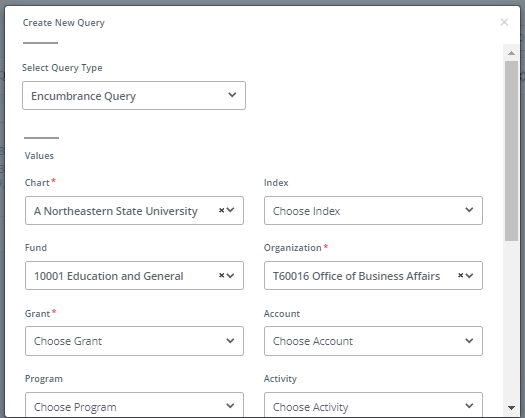 Create New Query ×
Select Query Type
Encumbrance Query
Values
Chart* Index
A Northeastern State University × Choose Index
Fund Organization*
10001 Education and General × T60016 Office of Business Affairs ×
Grant* Account
Choose Grant Choose Account
Program Activity
Choose Program Choose Activity